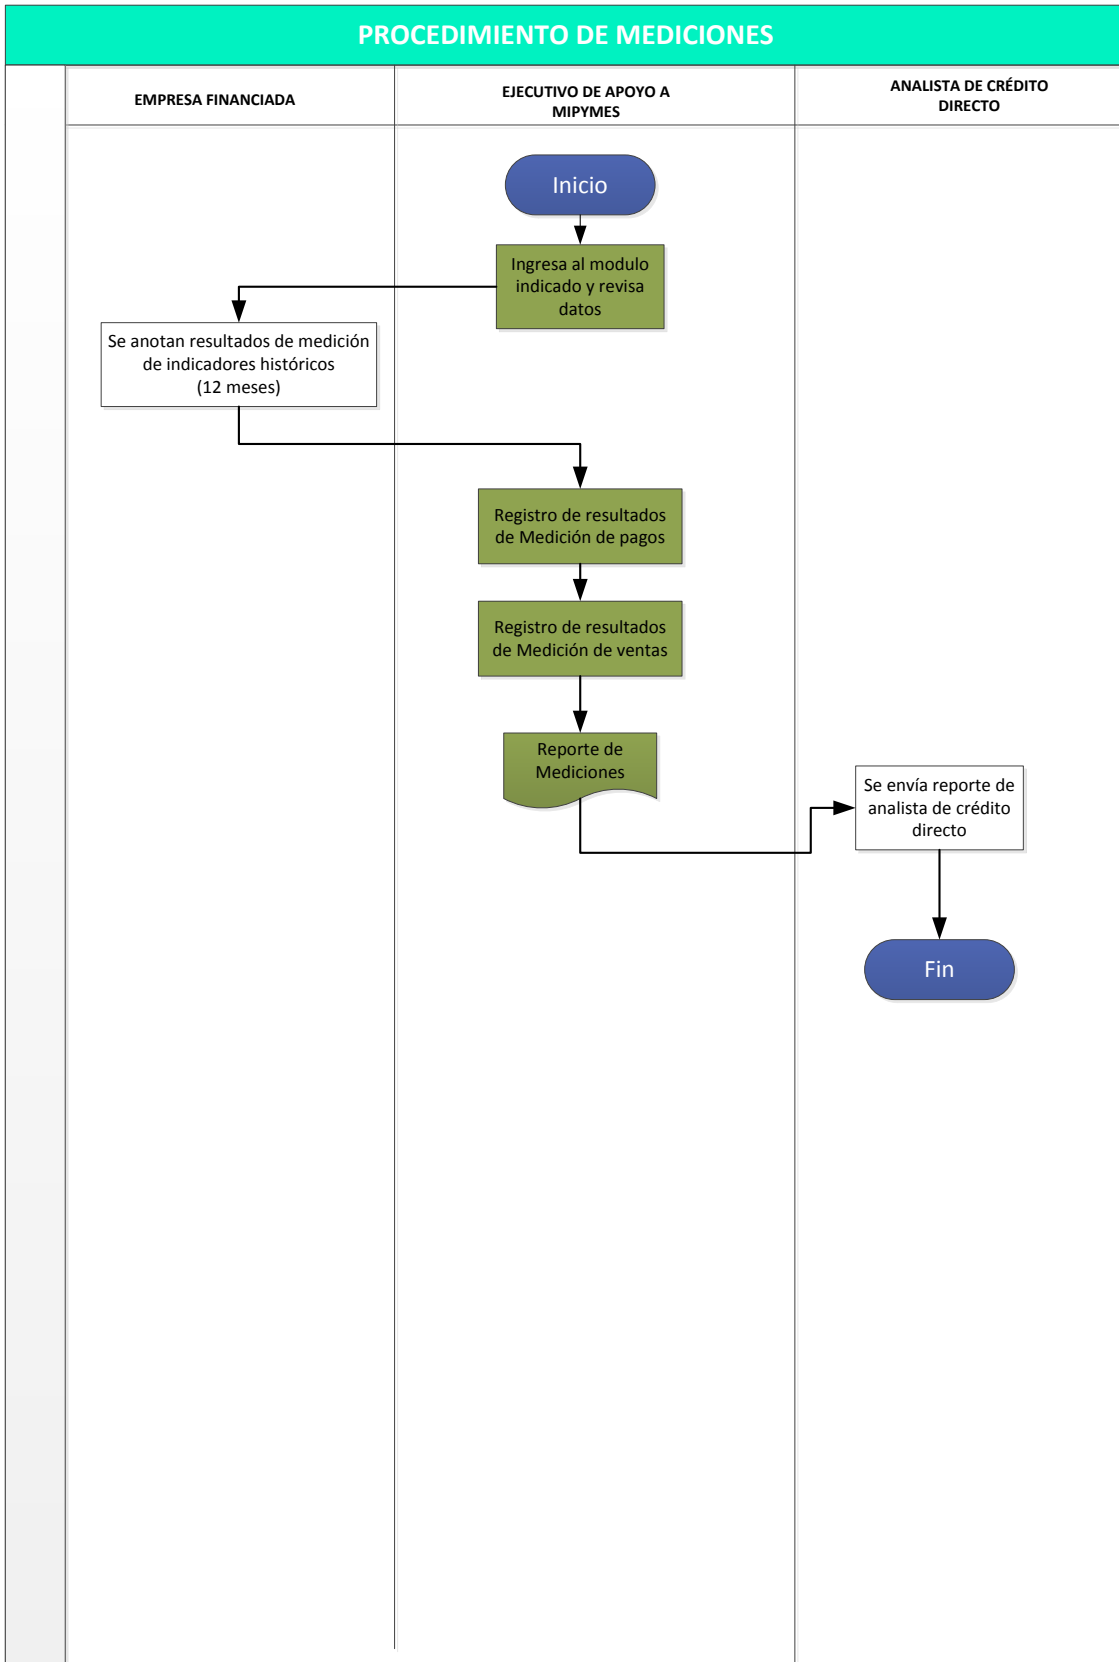 PROCEDIMIENTO DE MEDICIONES
EMPRESA FINANCIADA
EJECUTIVO DE APOYO A
MIPYMES
ANALISTA DE CRÉDITO
DIRECTO
Inicio
Ingresa al modulo
indicado y revisa
datos
Se anotan resultados de medición
de indicadores históricos
(12 meses)
Registro de resultados
de Medición de pagos
Registro de resultados
de Medición de ventas
Reporte de
Mediciones
Se envía reporte de
analista de crédito
directo
Fin